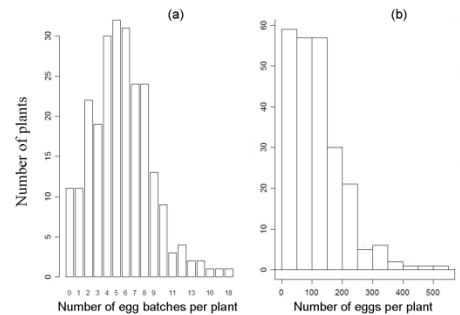 (a)
Number of plants
30
25
20
15
10
5
0
0 1 2 3 4 5 6 7 8 9 11 13 16 18
Number of egg batches per plant
(b)
60
50
40
30
20
10
0
0 100 200 300 400 500
Number of eggs per plant